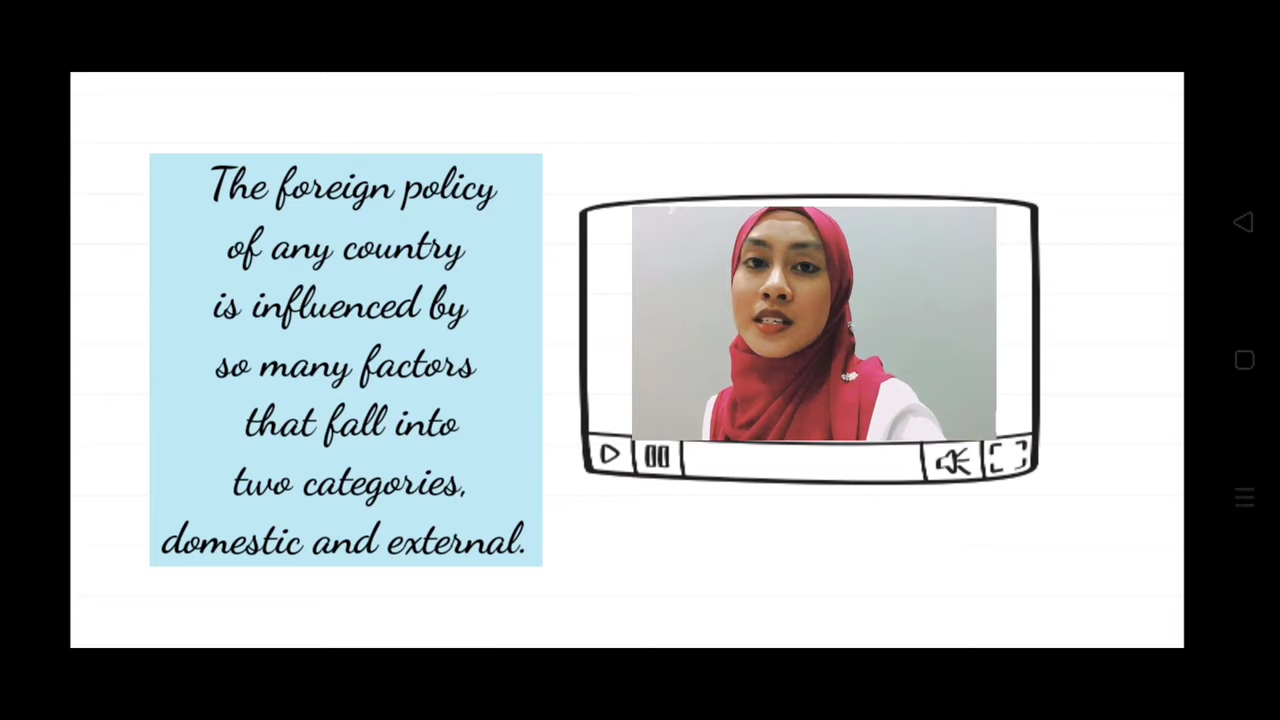 The foreign policy
of any country
is influenced by
so many factors
that fall into
two categories,
domestic and external.